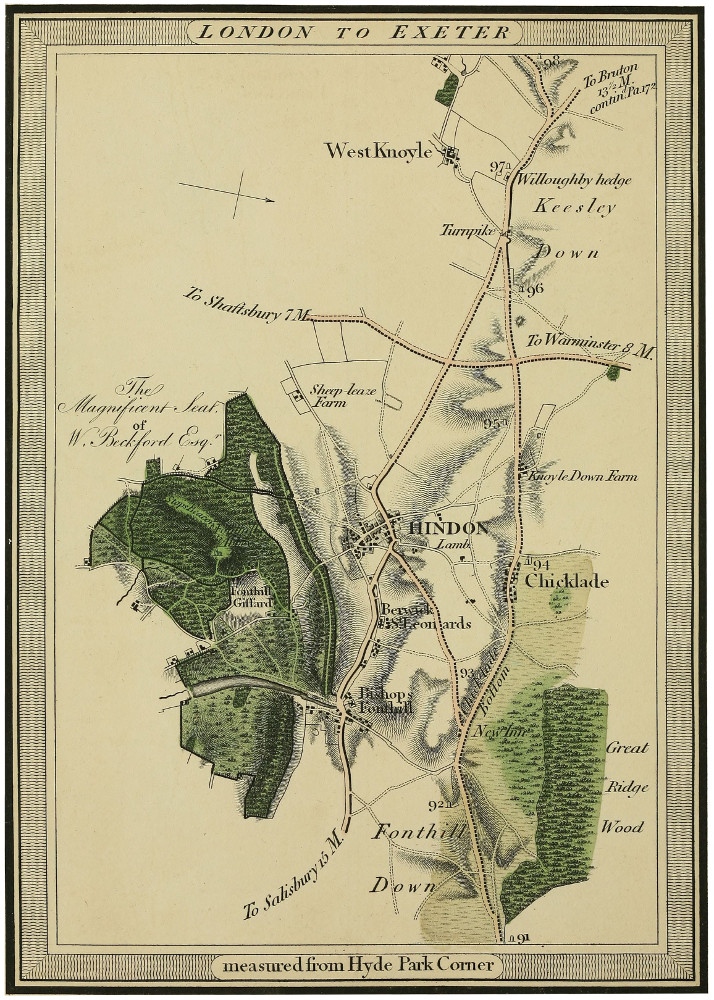 LONDON TO EXETER
98
To Bruton
13 1/2 M.
contin.d Pa. 172
West Knoyle
97
Willoughby hedge
Keesley
Turnpike
Down
96
To Shaftsbury 7 M.
To Warminster 8 M.
The
Magnificent Seat.
of
W. Beckford Esq.r
Sheep-leaze
Farm
95
Knoyle Down Farm
HINDON
Lamb
94
Chicklade
Fonthill
Giffard
Berwick
S.t Leonards
93
Chicklade
Bottom
Bishops
Fonthill
New Inn
Great
Ridge
Wood
92
Fonthill
Down
To Salisbury 15 M.
91
measured from Hyde Park Corner